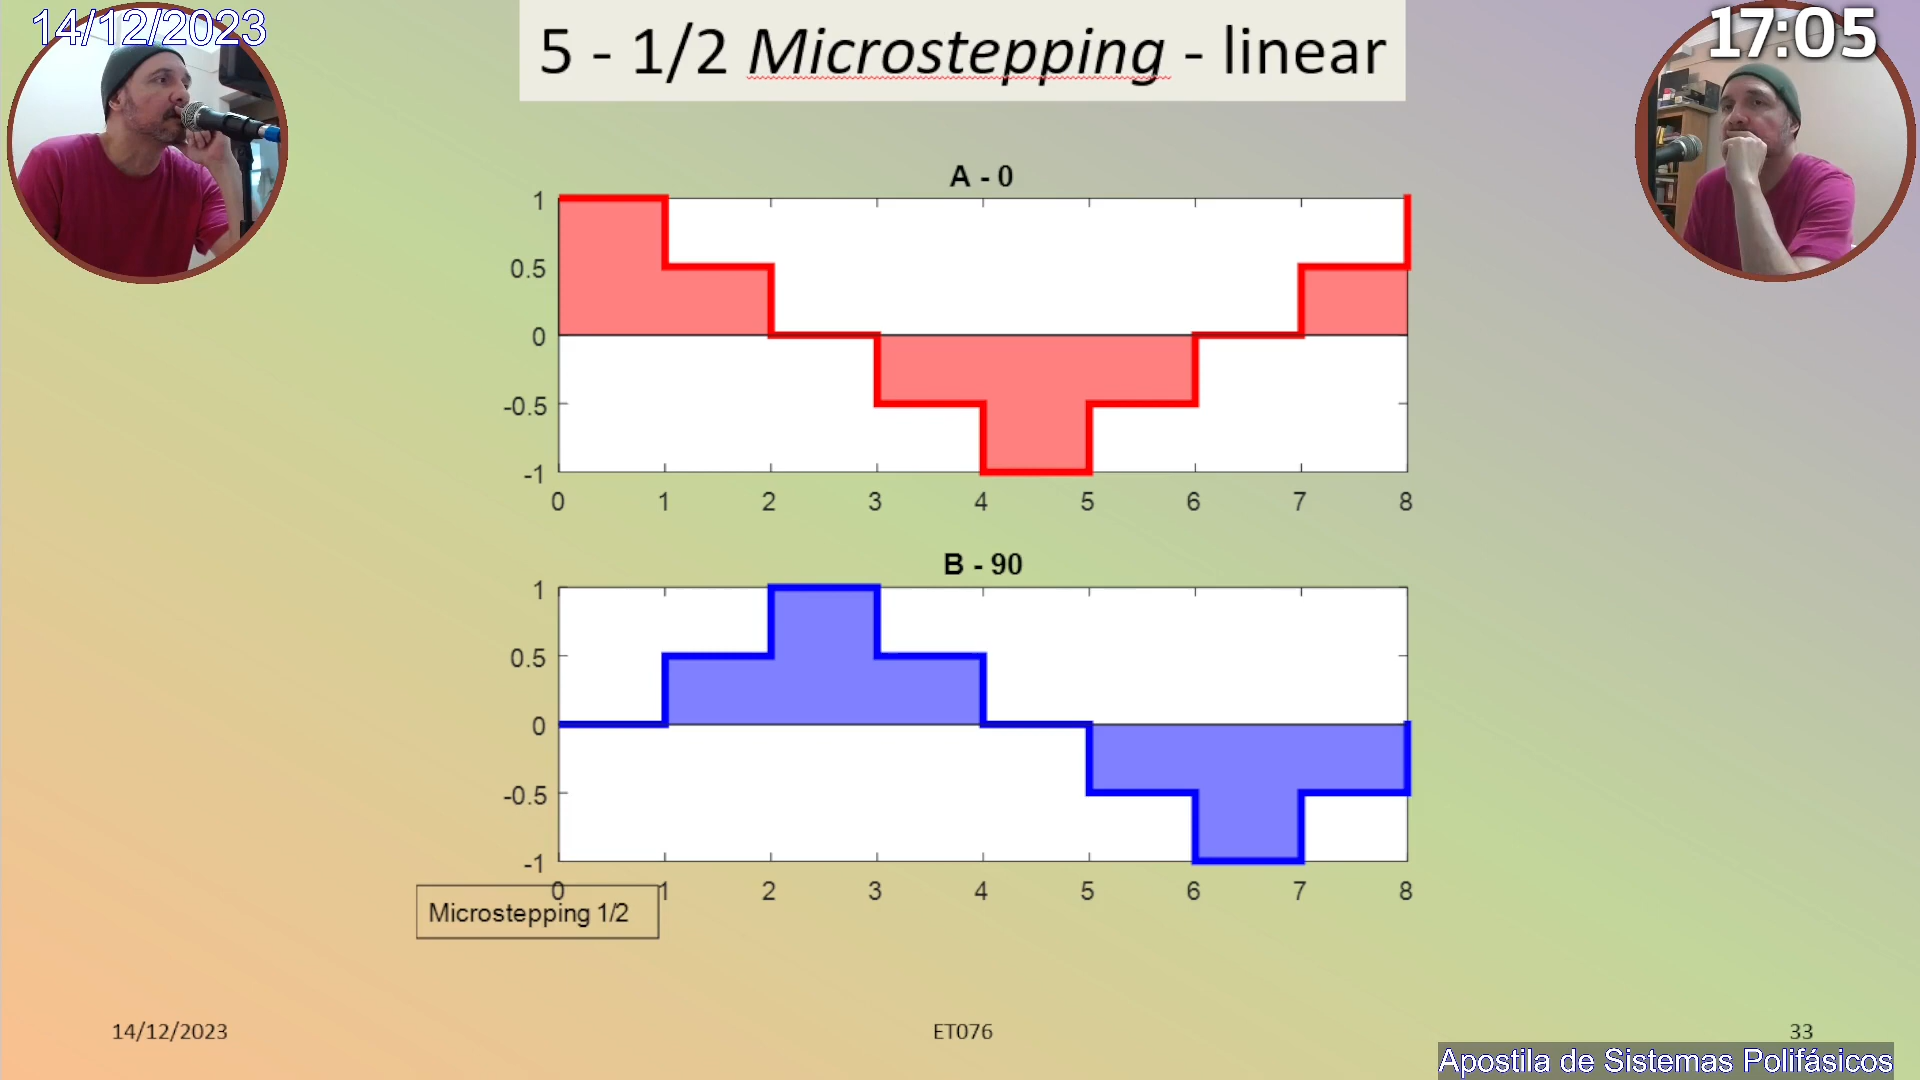 14/12/2023
17:05
5 - 1/2 Microstepping - linear
A - 0
1
0.5
0
-0.5
-1
0 1 2 3 4 5 6 7 8
B - 90
1
0.5
0
-0.5
-1
0 1 2 3 4 5 6 7 8
Microstepping 1/2
14/12/2023 ET076 33
Apostila de Sistemas Polifásicos